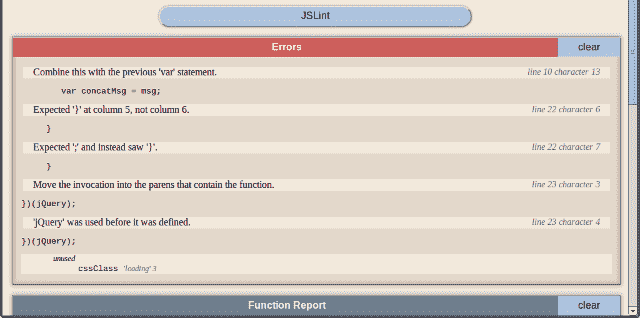 JSLint
Errors clear
Combine this with the previous 'var' statement. line 10 character 13
var concatMsg = msg;
Expected '}' at column 5, not column 6. line 22 character 6
}
Expected ';' and instead saw '}'. line 22 character 7
}
Move the invocation into the parens that contain the function. line 23 character 3
})(jQuery);
'jQuery' was used before it was defined. line 23 character 4
})(jQuery);
unused
cssClass 'loading' 3
Function Report clear